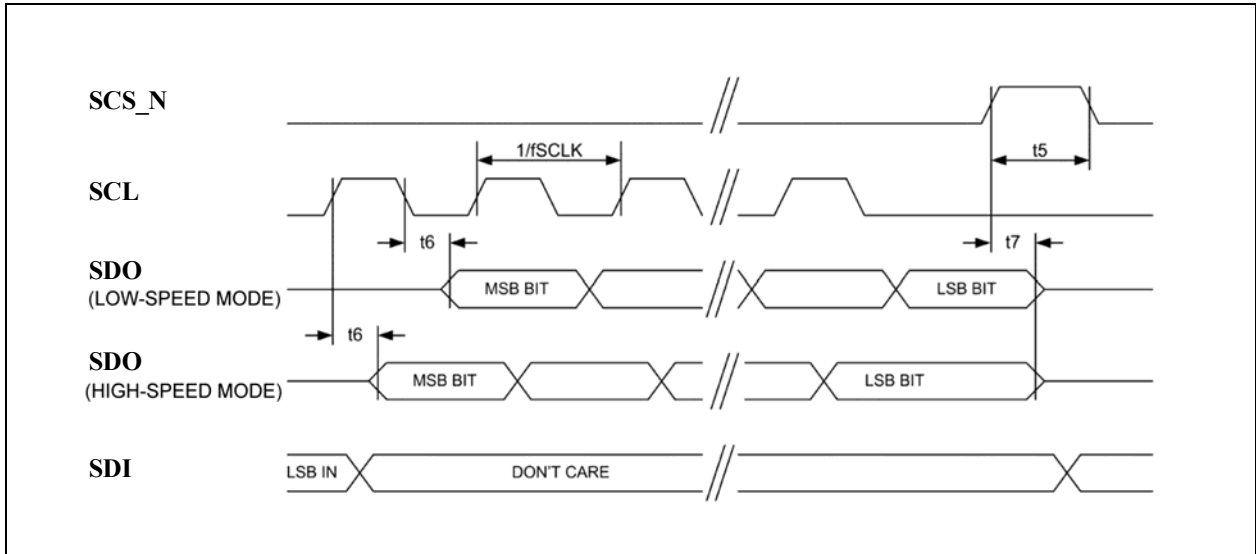 SCS_N
1/fSCLK
t5
SCL
t6
t7
SDO
(LOW-SPEED MODE)
MSB BIT
LSB BIT
t6
SDO
(HIGH-SPEED MODE)
MSB BIT
LSB BIT
SDI
LSB IN
DON'T CARE